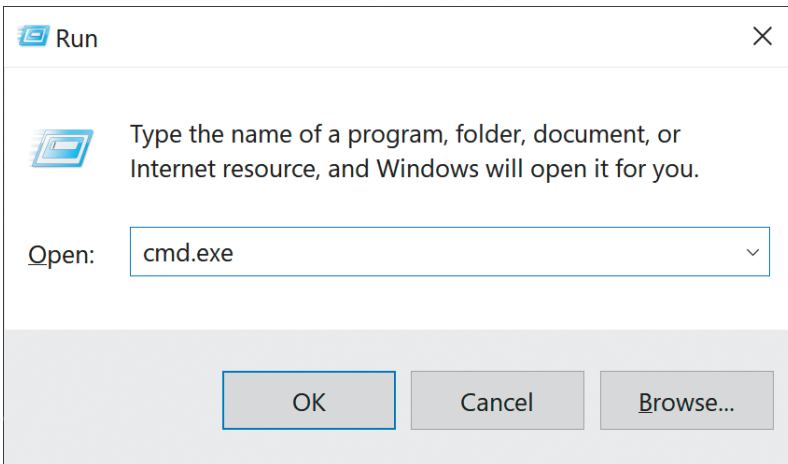 Run
Type the name of a program, folder, document, or
Internet resource, and Windows will open it for you.
Open: cmd.exe
OK Cancel Browse...